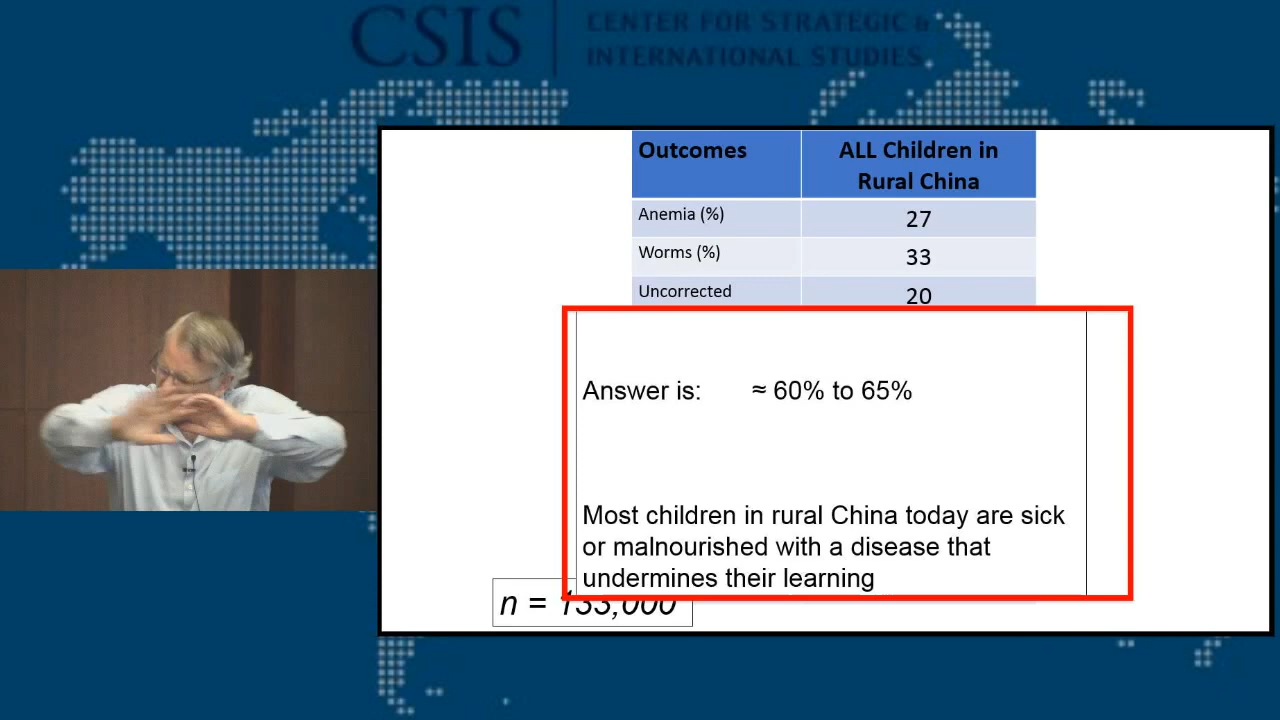 CSIS
CENTER FOR STRATEGIC &
INTERNATIONAL STUDIES
Outcomes
ALL Children in
Rural China
Anemia (%)
27
Worms (%)
33
Uncorrected
20
Answer is: ≈ 60% to 65%
Most children in rural China today are sick
or malnourished with a disease that
undermines their learning
n = 133,000